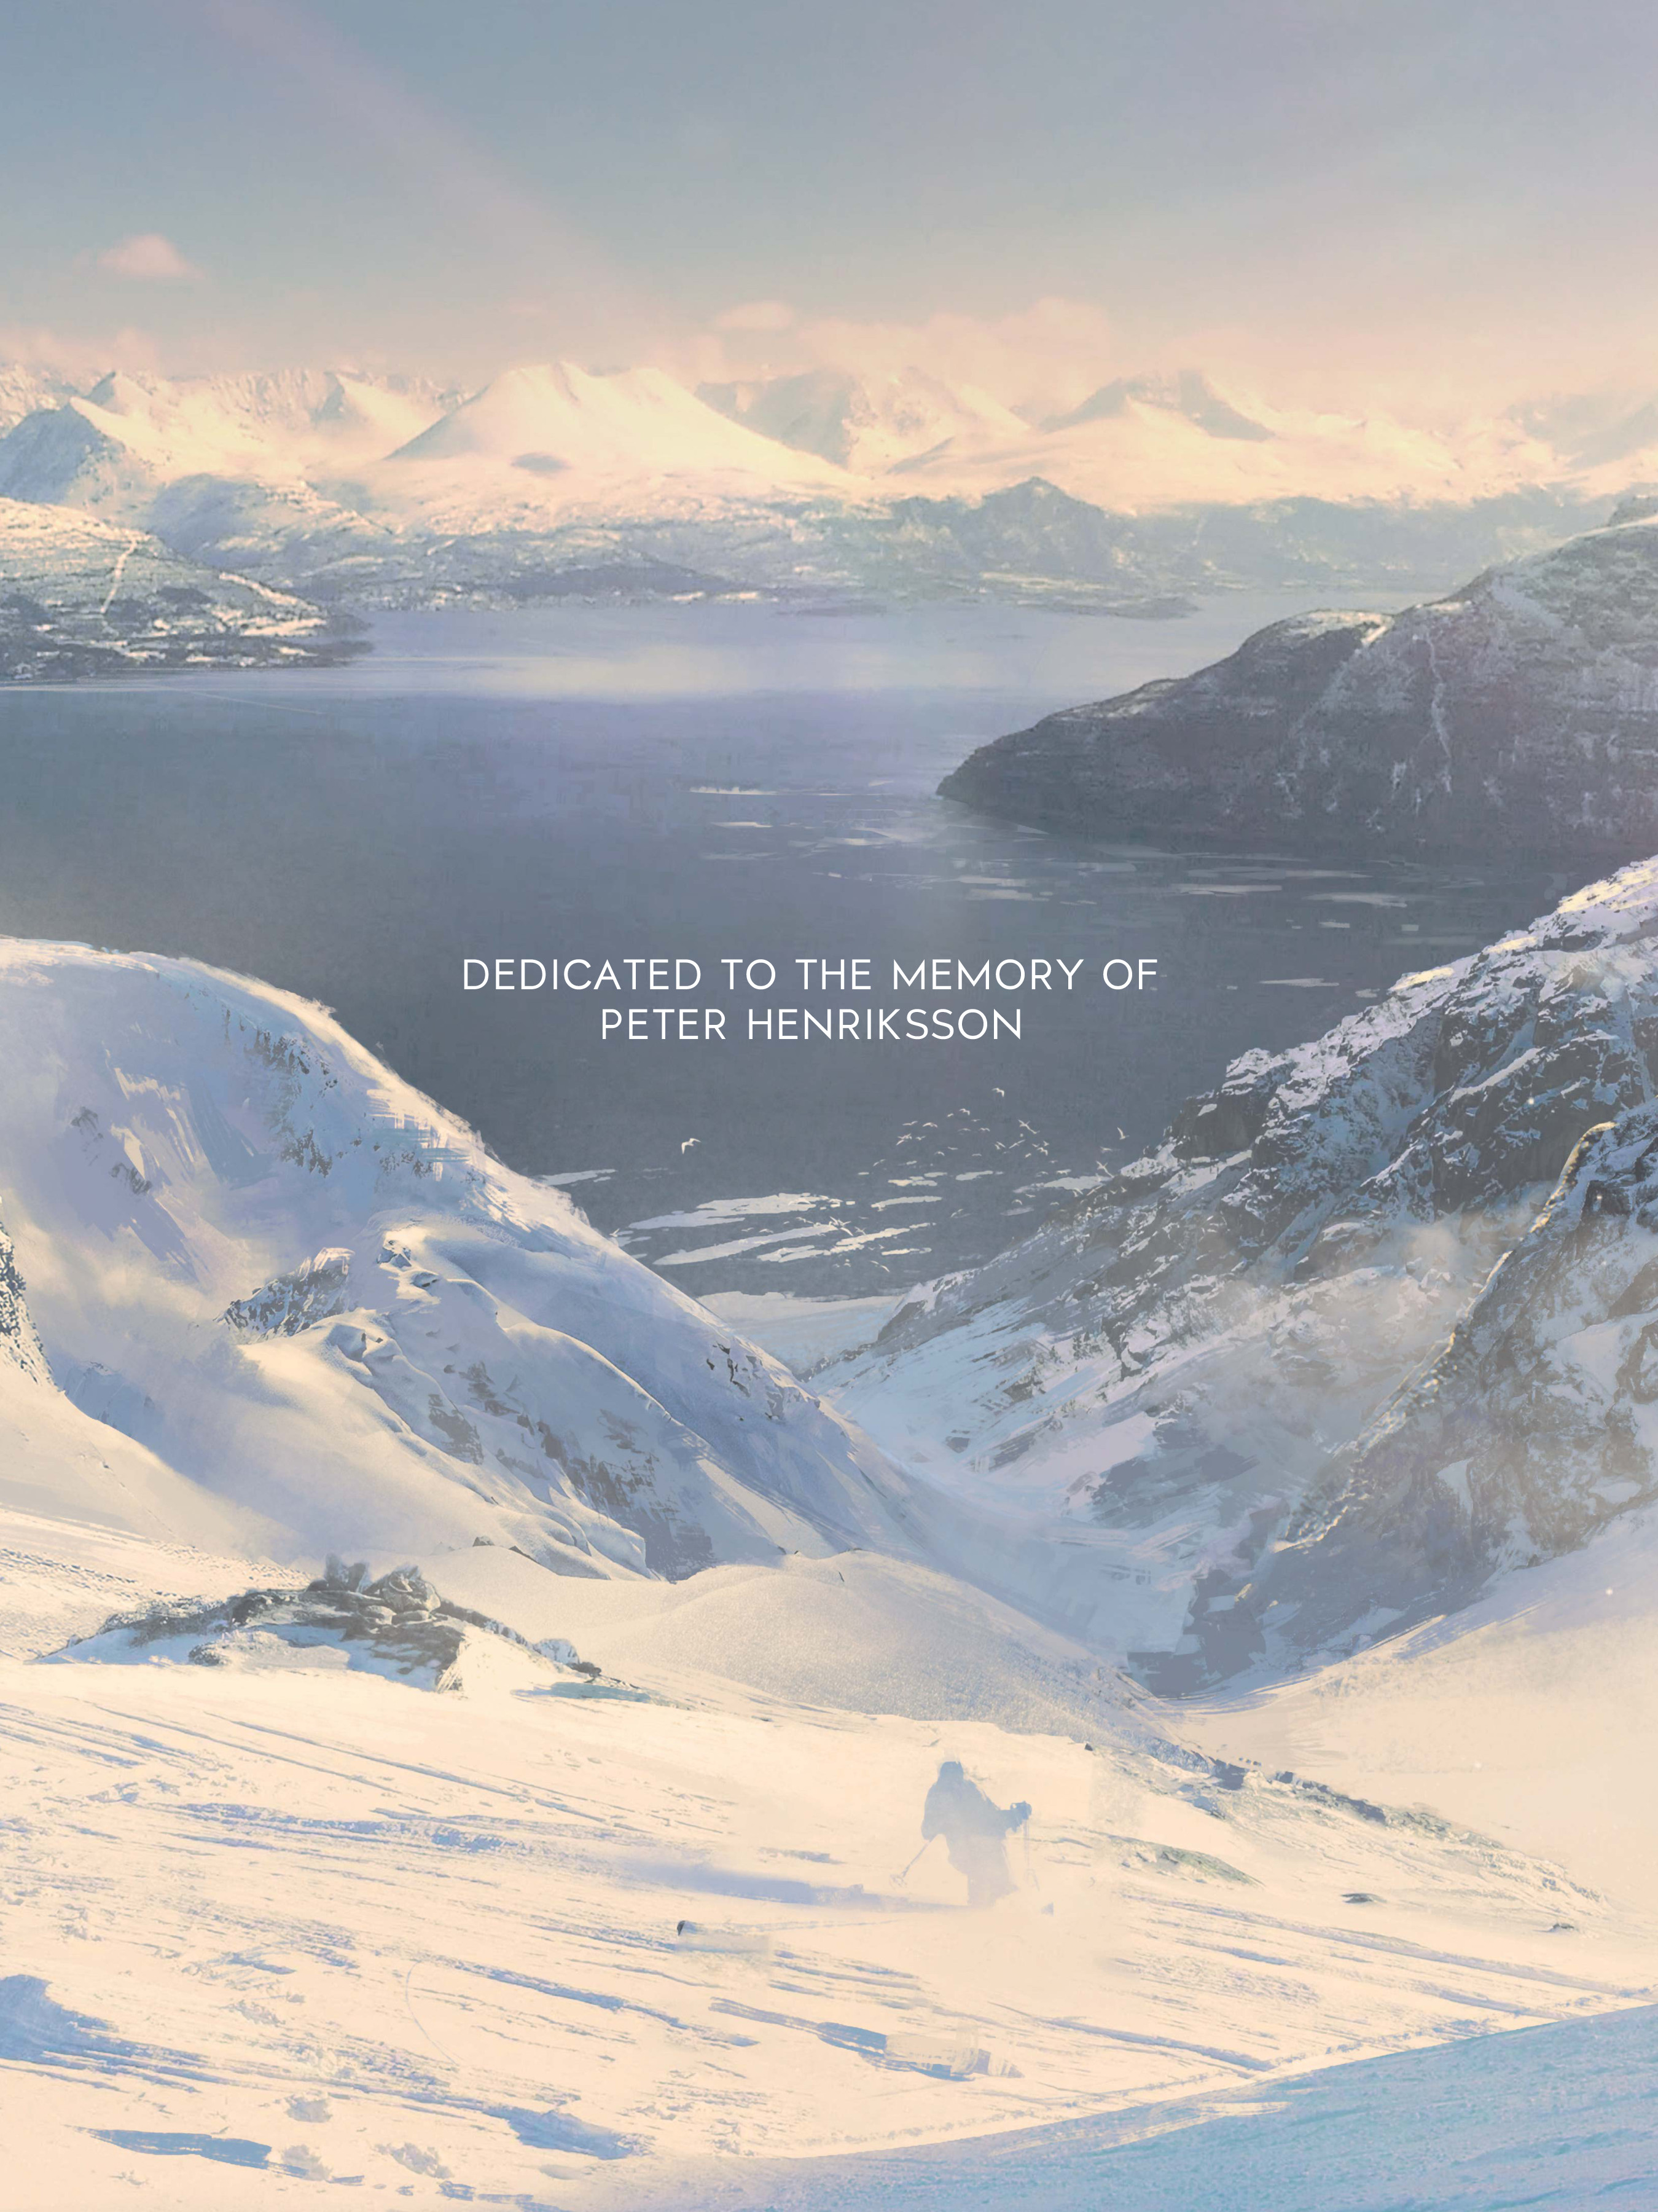 DEDICATED TO THE MEMORY OF
PETER HENRIKSSON